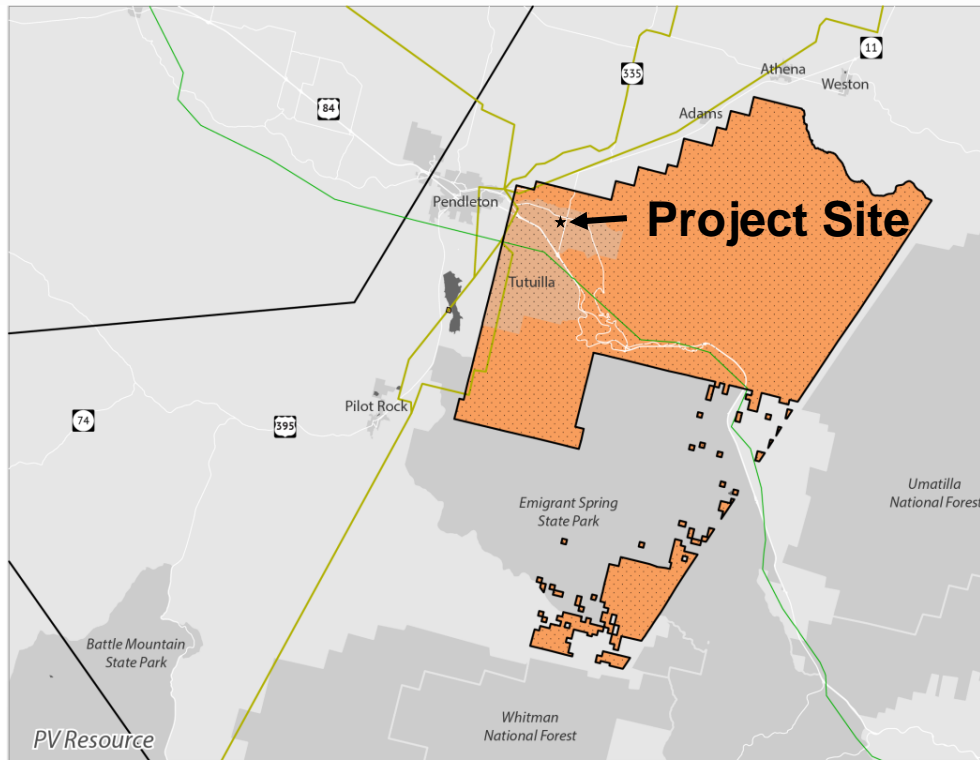 11
335
Athena
Weston
84
Adams
Pendleton
Project Site
Tutuilla
Pilot Rock
74
395
Umatilla
National Forest
Emigrant Spring
State Park
Battle Mountain
State Park
Whitman
National Forest
PV Resource